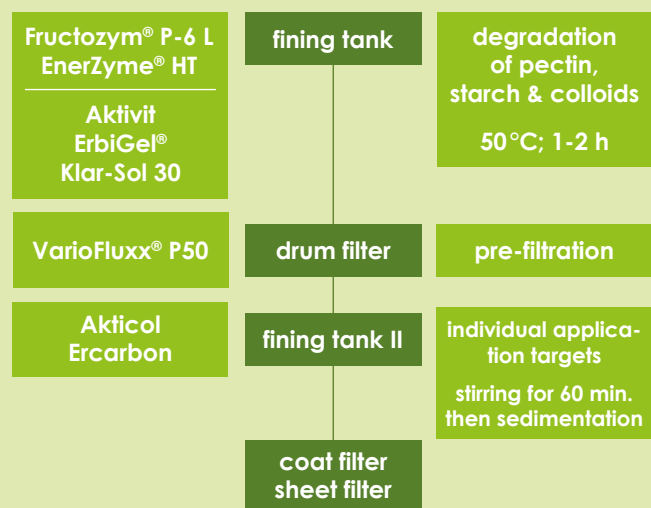 Fructozym® P-6 L
EnerZyme® HT
Aktivit
ErbiGel®
Klar-Sol 30
fining tank
degradation
of pectin,
starch & colloids
50°C; 1-2 h
VarioFluxx® P50
drum filter
pre-filtration
Akticol
Ercarbon
fining tank II
individual applica-
tion targets
stirring for 60 min.
then sedimentation
coat filter
sheet filter